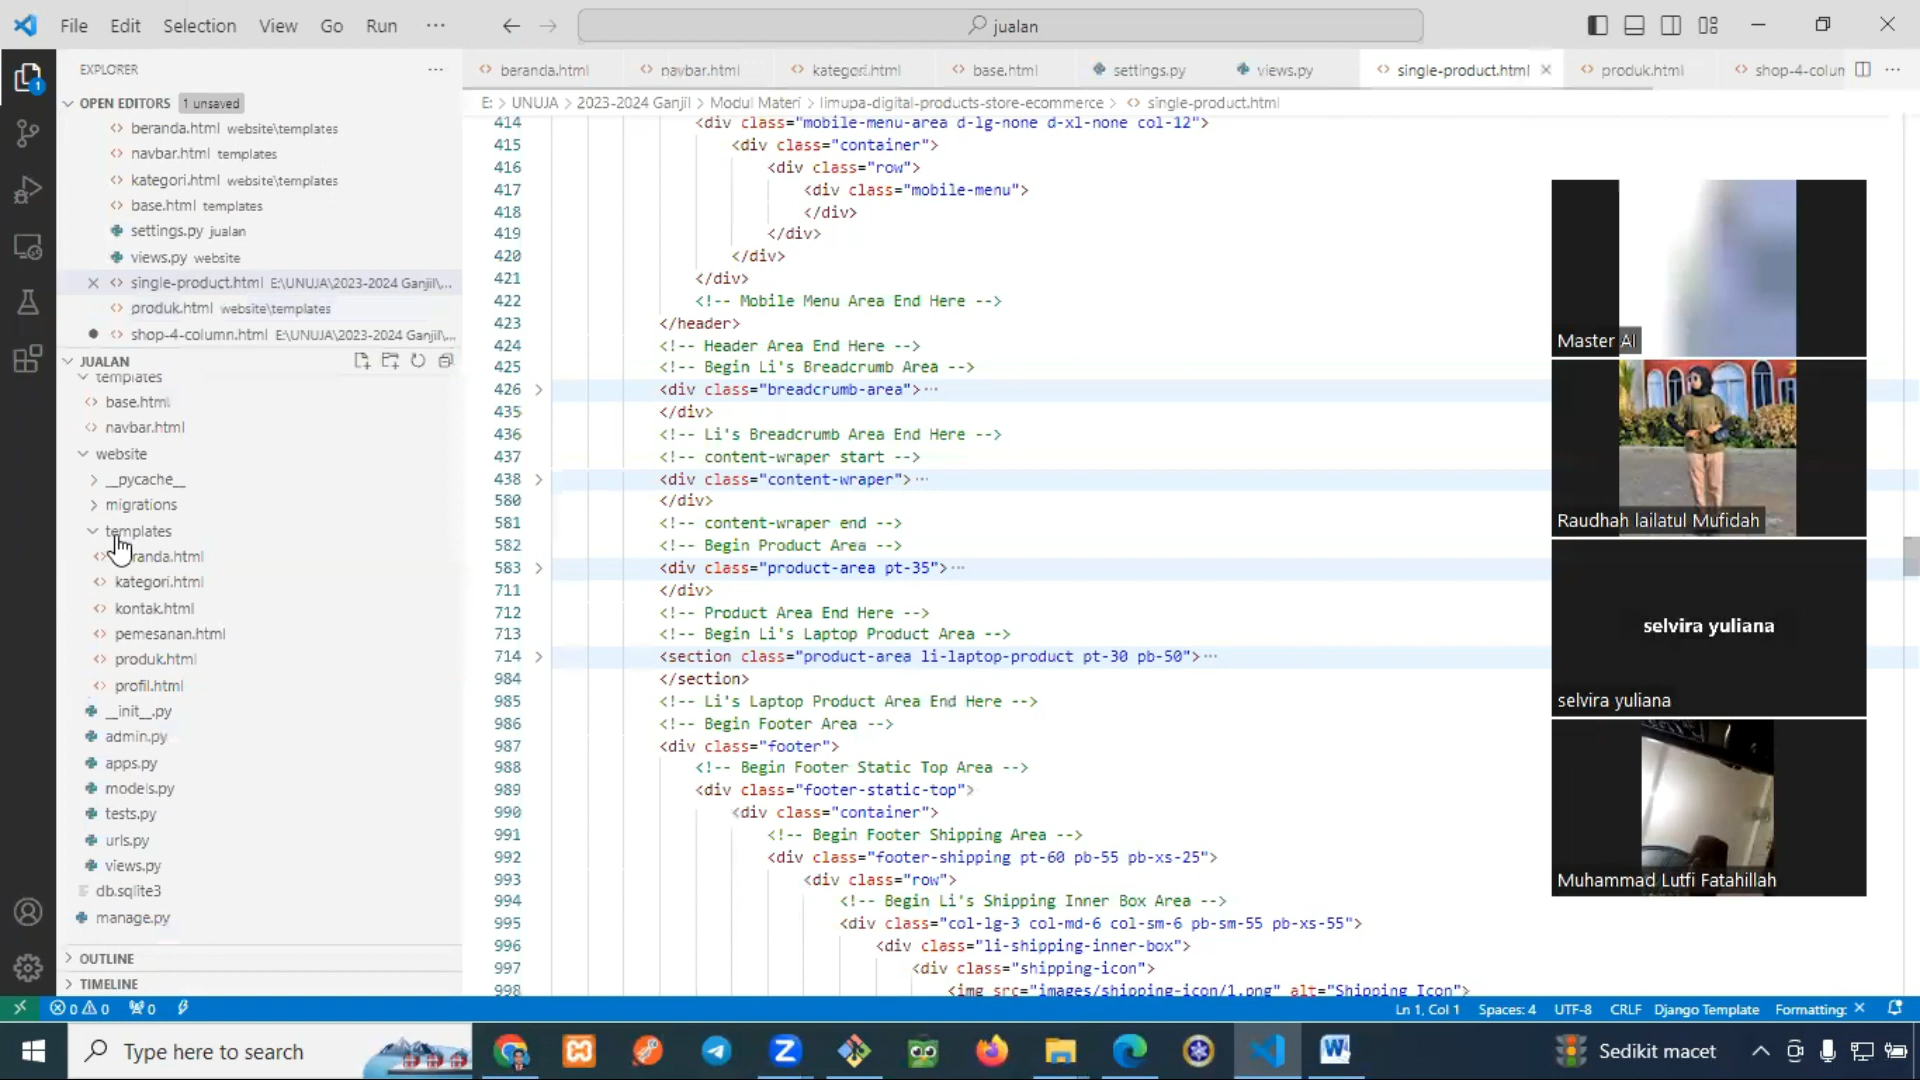 File Edit Selection View Go Run ··· jualan
EXPLORER
OPEN EDITORS 1 unsaved
beranda.html website\templates
navbar.html templates
kategori.html website\templates
base.html templates
settings.py jualan
views.py website
single-product.html E:\UNUJA\2023-2024 Ganjil\...
produk.html website\templates
shop-4-column.html E:\UNUJA\2023-2024 Ganjil\...
JUALAN
templates
base.html
navbar.html
website
__pycache__
migrations
templates
kategori.html
kontak.html
pemesanan.html
produk.html
profil.html
__init__.py
admin.py
apps.py
models.py
tests.py
urls.py
views.py
db.sqlite3
manage.py
OUTLINE
TIMELINE
beranda.html navbar.html kategori.html base.html settings.py views.py single-product.html produk.html shop-4-colum
E: > UNUJA > 2023-2024 Ganjil > Modul Materi > limupa-digital-products-store-ecommerce > single-product.html
414 <div class="mobile-menu-area d-lg-none d-xl-none col-12">
415 <div class="container">
416 <div class="row">
417 <div class="mobile-menu">
418 </div>
419 </div>
420 </div>
421 </div>
422 <!-- Mobile Menu Area End Here -->
423 </header>
424 <!-- Header Area End Here -->
425 <!-- Begin Li's Breadcrumb Area -->
426 <div class="breadcrumb-area">···
435 </div>
436 <!-- Li's Breadcrumb Area End Here -->
437 <!-- content-wraper start -->
438 <div class="content-wraper">···
580 </div>
581 <!-- content-wraper end -->
582 <!-- Begin Product Area -->
583 <div class="product-area pt-35">···
711 </div>
712 <!-- Product Area End Here -->
713 <!-- Begin Li's Laptop Product Area -->
714 <section class="product-area li-laptop-product pt-30 pb-50">···
984 </section>
985 <!-- Li's Laptop Product Area End Here -->
986 <!-- Begin Footer Area -->
987 <div class="footer">
988 <!-- Begin Footer Static Top Area -->
989 <div class="footer-static-top">
990 <div class="container">
991 <!-- Begin Footer Shipping Area -->
992 <div class="footer-shipping pt-60 pb-55 pb-xs-25">
993 <div class="row">
994 <!-- Begin Li's Shipping Inner Box Area -->
995 <div class="col-lg-3 col-md-6 col-sm-6 pb-sm-55 pb-xs-55">
996 <div class="li-shipping-inner-box">
997 <div class="shipping-icon">
998 <img src="images/shipping-icon/1.png" alt="Shipping Icon">
Master Al
Raudhah lailatul Mufidah
selvira yuliana
selvira yuliana
Muhammad Lutfi Fatahillah
0 0 0 Ln 1, Col 1 Spaces: 4 UTF-8 CRLF Django Template Formatting: ×
Type here to search Sedikit macet